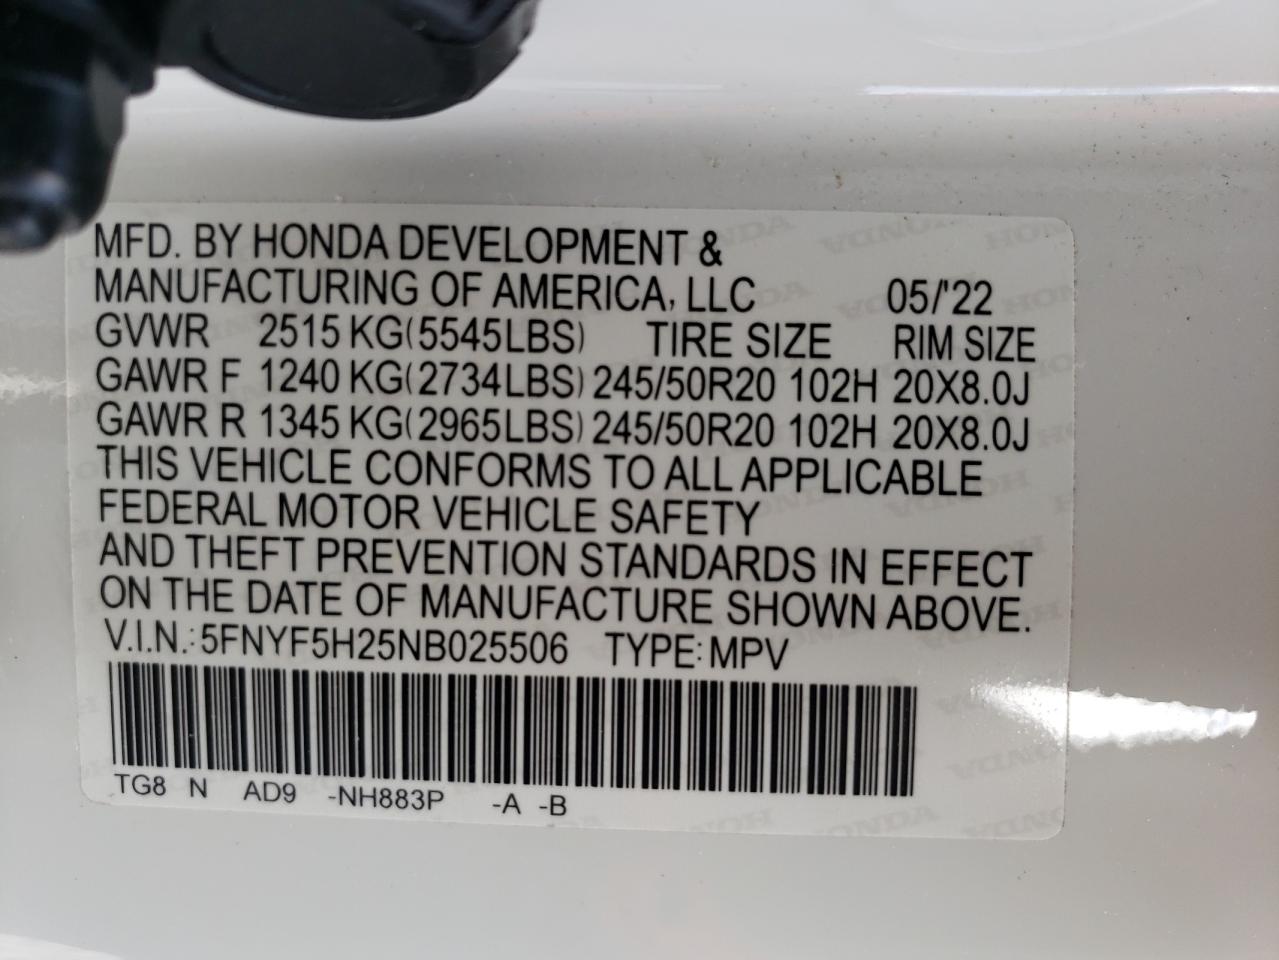 MFD. BY HONDA DEVELOPMENT &
MANUFACTURING OF AMERICA, LLC 05/'22
GVWR 2515 KG(5545LBS) TIRE SIZE RIM SIZE
GAWR F 1240 KG(2734LBS) 245/50R20 102H 20X8.0J
GAWR R 1345 KG(2965LBS) 245/50R20 102H 20X8.0J
THIS VEHICLE CONFORMS TO ALL APPLICABLE
FEDERAL MOTOR VEHICLE SAFETY
AND THEFT PREVENTION STANDARDS IN EFFECT
ON THE DATE OF MANUFACTURE SHOWN ABOVE.
V.I.N.: 5FNYF5H25NB025506 TYPE: MPV
TG8 N AD9 -NH883P -A -B